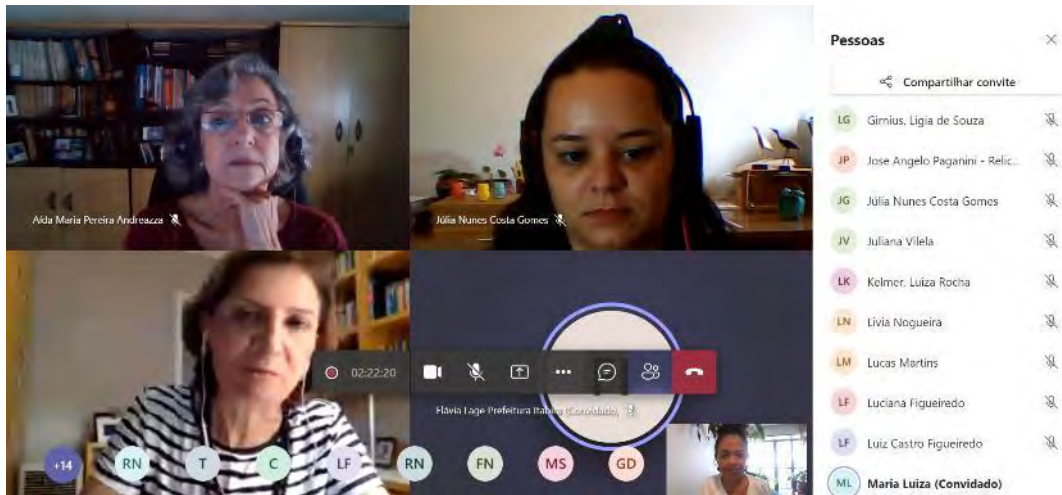 Aída Maria Pereira Andreazza
Júlia Nunes Costa Gomes
02:22:20
Flávia Lage Prefeitura Itabira (Convidado)
+14
RN
T
C
LF
RN
FN
MS
GD
Pessoas
Compartilhar convite
LG Girnius, Ligia de Souza
JP Jose Angelo Paganini - Relic...
JG Júlia Nunes Costa Gomes
JV Juliana Vilela
LK Kelmer, Luiza Rocha
LN Livia Nogueira
LM Lucas Martins
LF Luciana Figueiredo
LF Luiz Castro Figueiredo
ML Maria Luiza (Convidado)